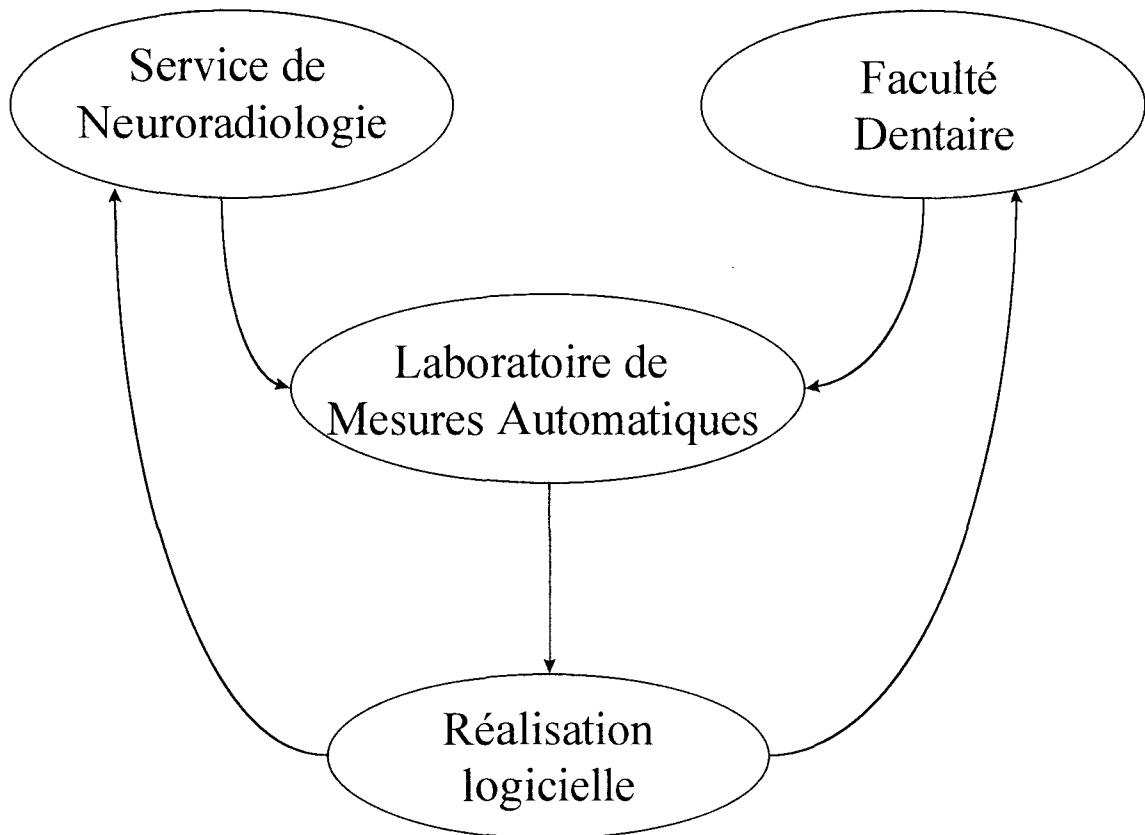 Service de
Neuroradiologie
Faculté
Dentaire
Laboratoire de
Mesures Automatiques
Réalisation
logicielle